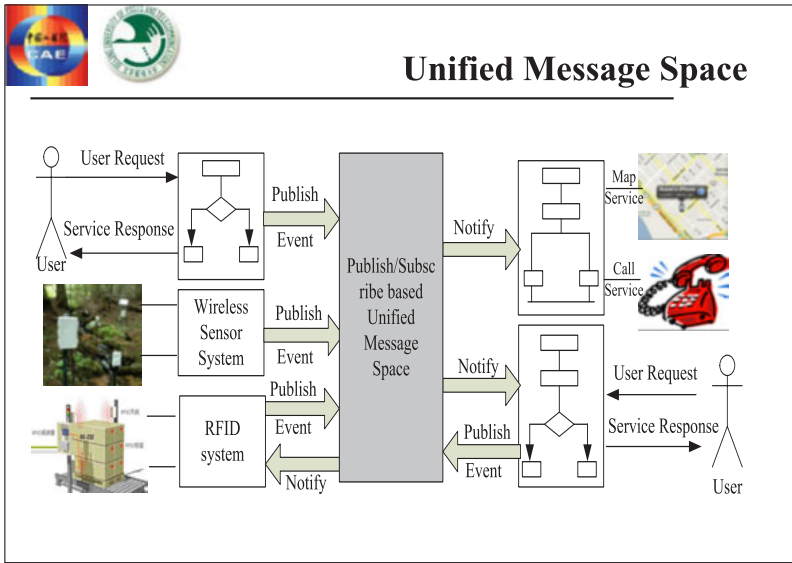 CAE
Unified Message Space
User Request
Service Response
User
Publish
Event
Wireless
Sensor
System
Publish
Event
RFID
system
Publish
Event
Notify
Publish/Subsc
ribe based
Unified
Message
Space
Notify
Map
Service
Call
Service
Notify
Publish
Event
User Request
Service Response
User